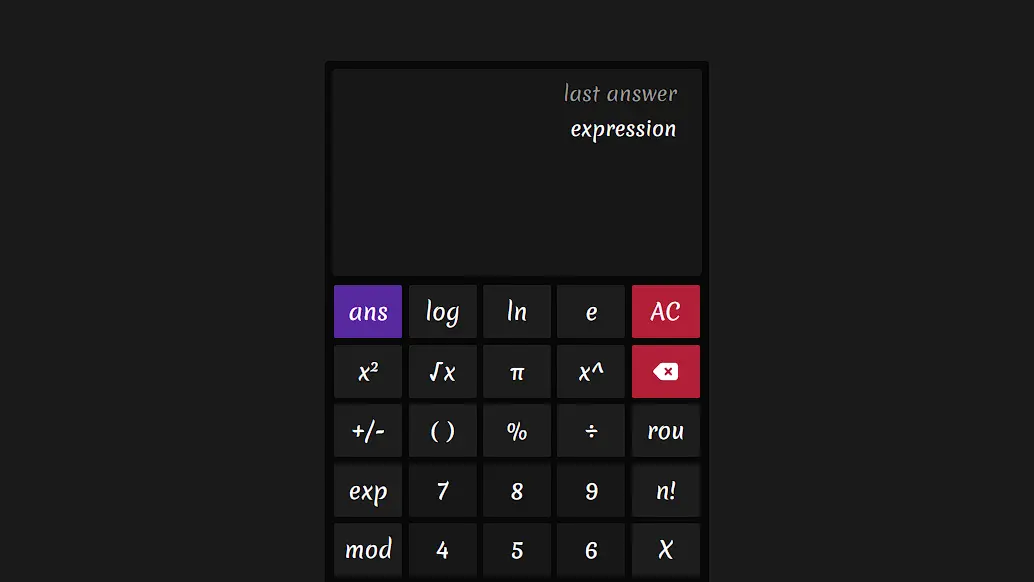 last answer
expression
ans log ln e AC
x² √x π x^
+/- ( ) % ÷ rou
exp 7 8 9 n!
mod 4 5 6 X